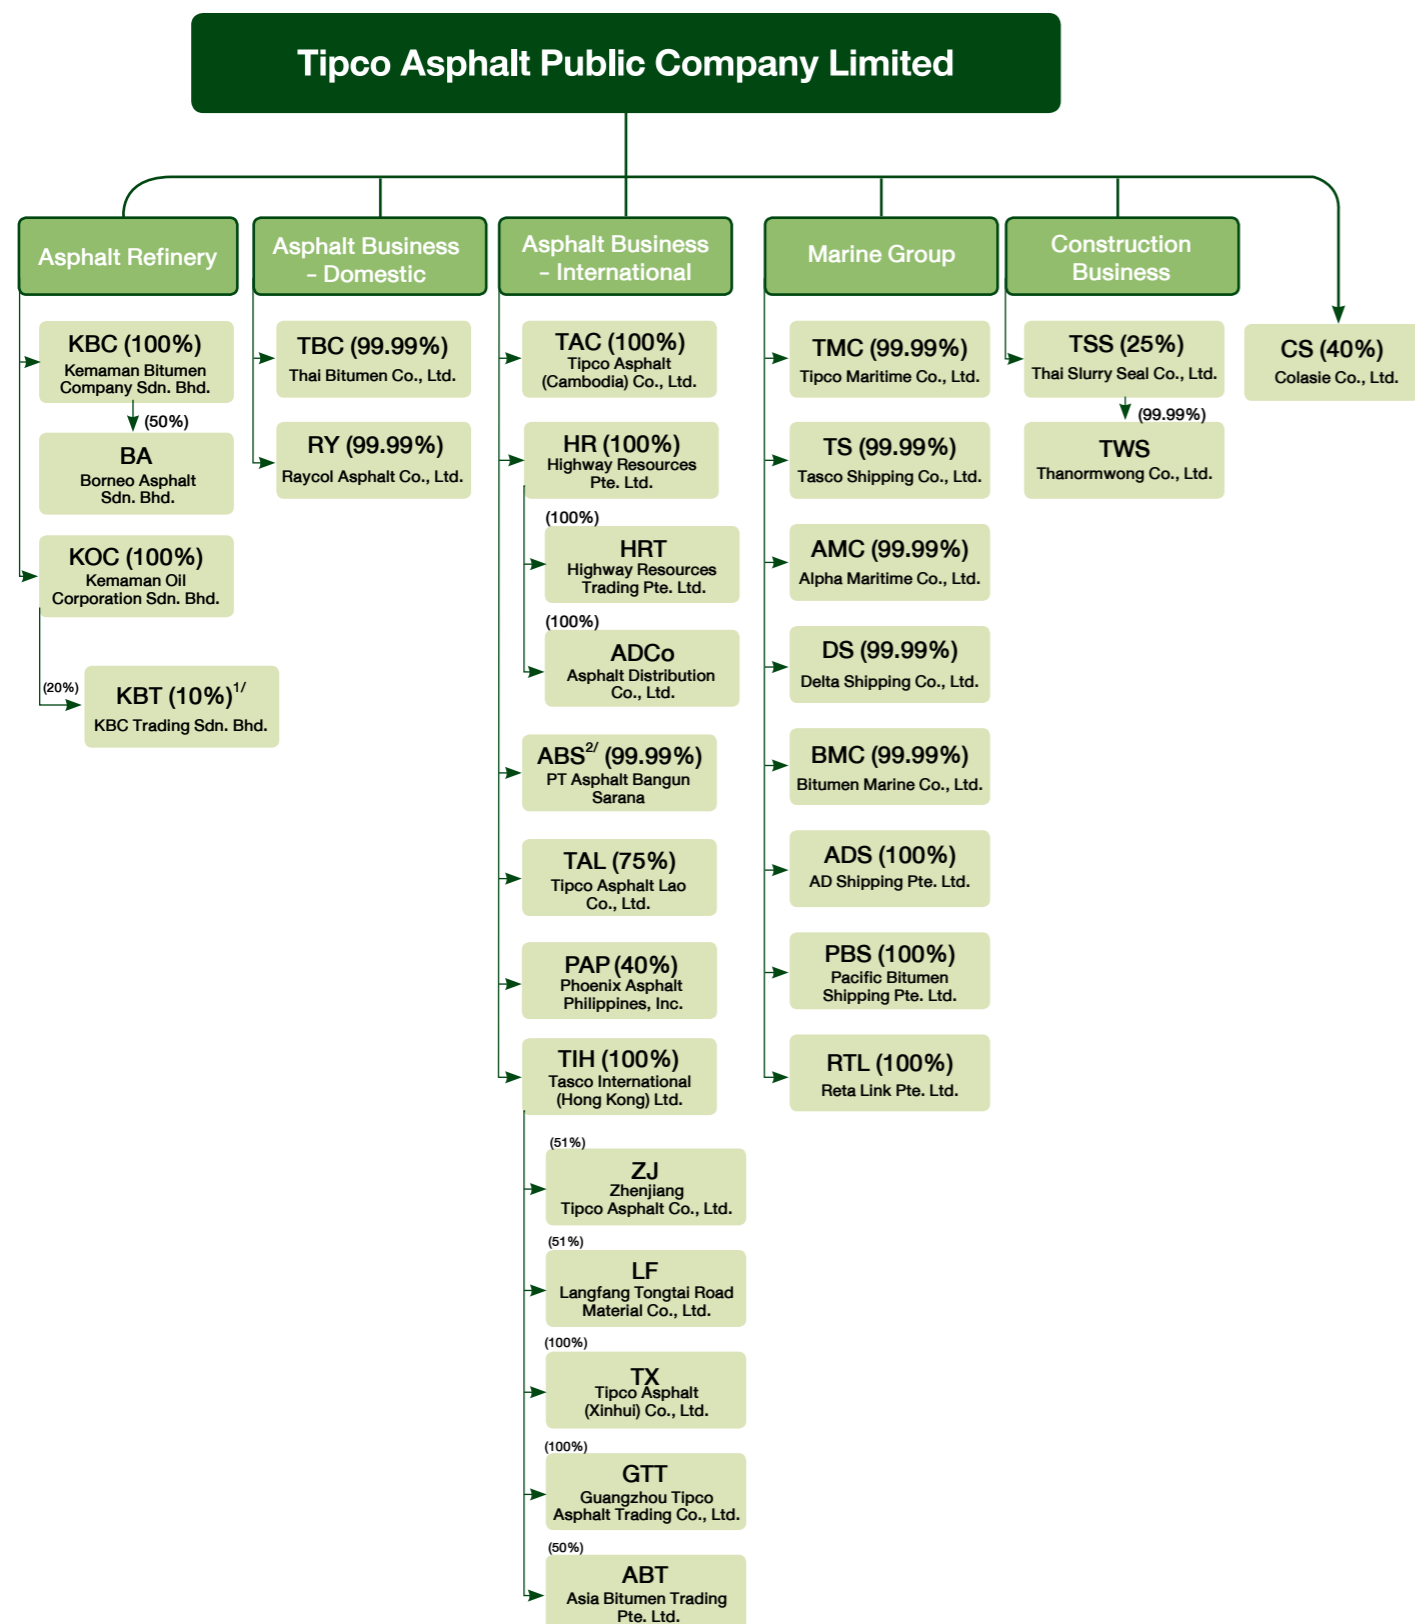 Tipco Asphalt Public Company Limited
Asphalt Refinery
KBC (100%)
Kemaman Bitumen
Company Sdn. Bhd.
(50%)
BA
Borneo Asphalt
Sdn. Bhd.
KOC (100%)
Kemaman Oil
Corporation Sdn. Bhd.
(20%)
KBT (10%)1/
KBC Trading Sdn. Bhd.
Asphalt Business
– Domestic
TBC (99.99%)
Thai Bitumen Co., Ltd.
RY (99.99%)
Raycol Asphalt Co., Ltd.
Asphalt Business
– International
TAC (100%)
Tipco Asphalt
(Cambodia) Co., Ltd.
HR (100%)
Highway Resources
Pte. Ltd.
(100%)
HRT
Highway Resources
Trading Pte. Ltd.
(100%)
ADCo
Asphalt Distribution
Co., Ltd.
ABS2/ (99.99%)
PT Asphalt Bangun
Sarana
TAL (75%)
Tipco Asphalt Lao
Co., Ltd.
PAP (40%)
Phoenix Asphalt
Philippines, Inc.
TIH (100%)
Tasco International
(Hong Kong) Ltd.
(51%)
ZJ
Zhenjiang
Tipco Asphalt Co., Ltd.
(51%)
LF
Langfang Tongtai Road
Material Co., Ltd.
(100%)
TX
Tipco Asphalt
(Xinhui) Co., Ltd.
(100%)
GTT
Guangzhou Tipco
Asphalt Trading Co., Ltd.
(50%)
ABT
Asia Bitumen Trading
Pte. Ltd.
Marine Group
TMC (99.99%)
Tipco Maritime Co., Ltd.
TS (99.99%)
Tasco Shipping Co., Ltd.
AMC (99.99%)
Alpha Maritime Co., Ltd.
DS (99.99%)
Delta Shipping Co., Ltd.
BMC (99.99%)
Bitumen Marine Co., Ltd.
ADS (100%)
AD Shipping Pte. Ltd.
PBS (100%)
Pacific Bitumen
Shipping Pte. Ltd.
RTL (100%)
Reta Link Pte. Ltd.
Construction
Business
TSS (25%)
Thai Slurry Seal Co., Ltd.
(99.99%)
TWS
Thanormwong Co., Ltd.
CS (40%)
Colasie Co., Ltd.